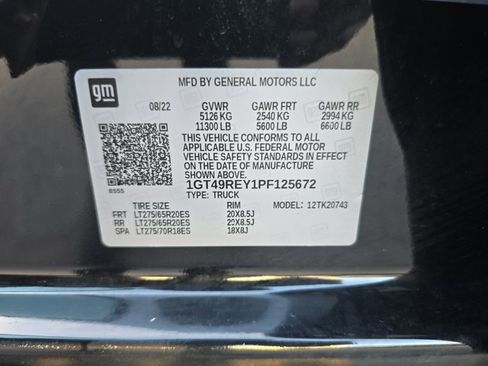 gm
MFD BY GENERAL MOTORS LLC
08/22 GVWR GAWR FRT GAWR RR
5126 KG 2540 KG 2994 KG
11300 LB 5600 LB 6600 LB
THIS VEHICLE CONFORMS TO ALL
APPLICABLE U.S. FEDERAL MOTOR
VEHICLE SAFETY STANDARDS IN EFFECT
ON THE DATE OF MANUFACTURE
SHOWN ABOVE.
1GT49REY1PF125672
TYPE: TRUCK
MODEL: 12TK20743
TIRE SIZE RIM
FRT LT275/65R20ES 20X8.5J
RR LT275/65R20ES 20X8.5J
SPA LT275/70R18ES 18X8J